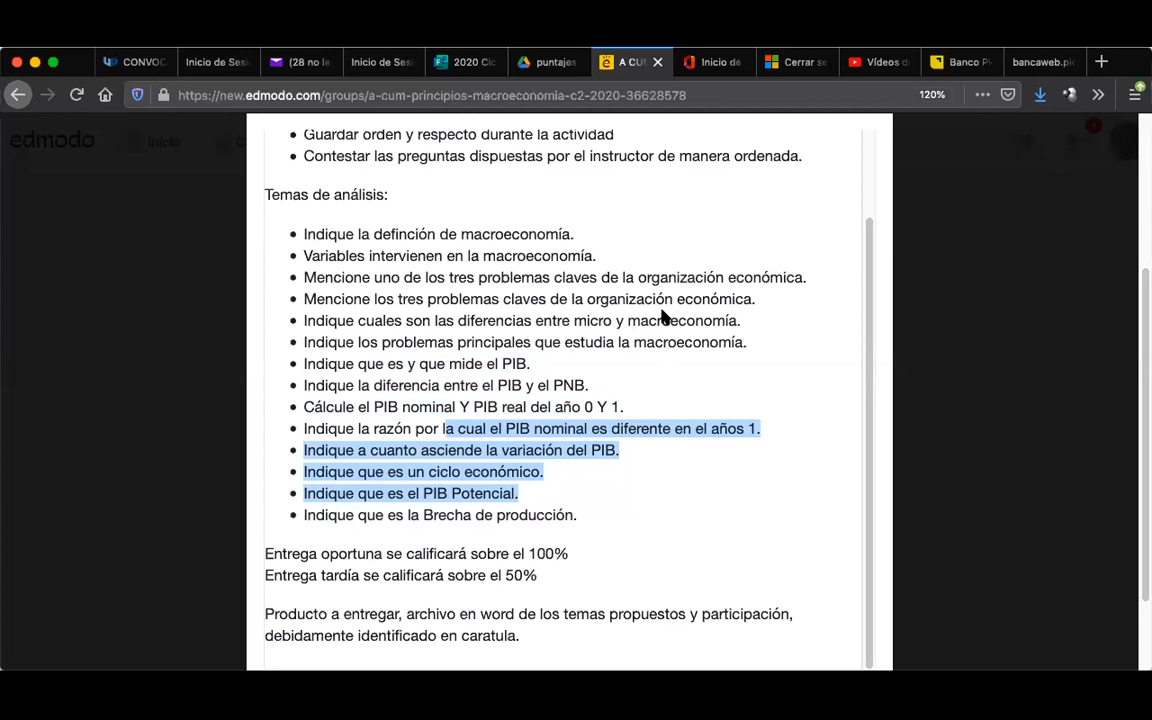 CONVOC
Inicio de Sesi
(28 no le
Inicio de Sesi
2020 Cic
puntajes
A CU
Inicio de
Cerrar se
Vídeos d
Banco Pi
bancaweb.pic
https://new.edmodo.com/groups/a-cum-principios-macroeconomia-c2-2020-36628578
120%
edmodo
Inicio
Guardar orden y respecto durante la actividad
Contestar las preguntas dispuestas por el instructor de manera ordenada.
Temas de análisis:
Indique la definción de macroeconomía.
Variables intervienen en la macroeconomía.
Mencione uno de los tres problemas claves de la organización económica.
Mencione los tres problemas claves de la organización económica.
Indique cuales son las diferencias entre micro y macroeconomía.
Indique los problemas principales que estudia la macroeconomía.
Indique que es y que mide el PIB.
Indique la diferencia entre el PIB y el PNB.
Cálcule el PIB nominal Y PIB real del año 0 Y 1.
Indique la razón por la cual el PIB nominal es diferente en el años 1.
Indique a cuanto asciende la variación del PIB.
Indique que es un ciclo económico.
Indique que es el PIB Potencial.
Indique que es la Brecha de producción.
Entrega oportuna se calificará sobre el 100%
Entrega tardía se calificará sobre el 50%
Producto a entregar, archivo en word de los temas propuestos y participación,
debidamente identificado en caratula.